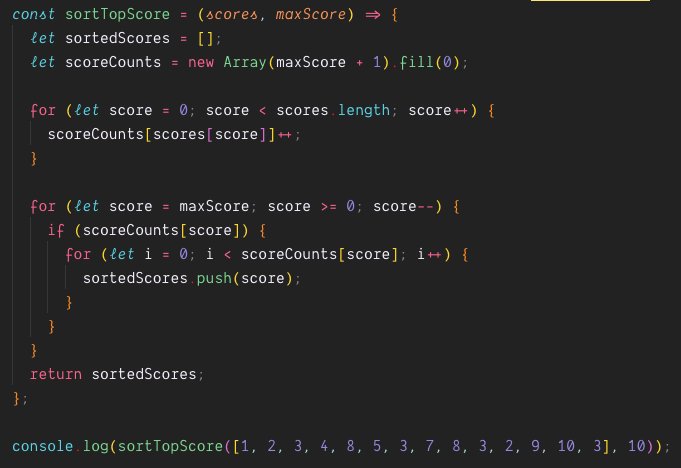 const sortTopScore = (scores, maxScore) => {
let sortedScores = [];
let scoreCounts = new Array(maxScore + 1).fill(0);
for (let score = 0; score < scores.length; score++) {
scoreCounts[scores[score]]++;
}
for (let score = maxScore; score >= 0; score--) {
if (scoreCounts[score]) {
for (let i = 0; i < scoreCounts[score]; i++) {
sortedScores.push(score);
}
}
}
return sortedScores;
};
console.log(sortTopScore([1, 2, 3, 4, 8, 5, 3, 7, 8, 3, 2, 9, 10, 3], 10));